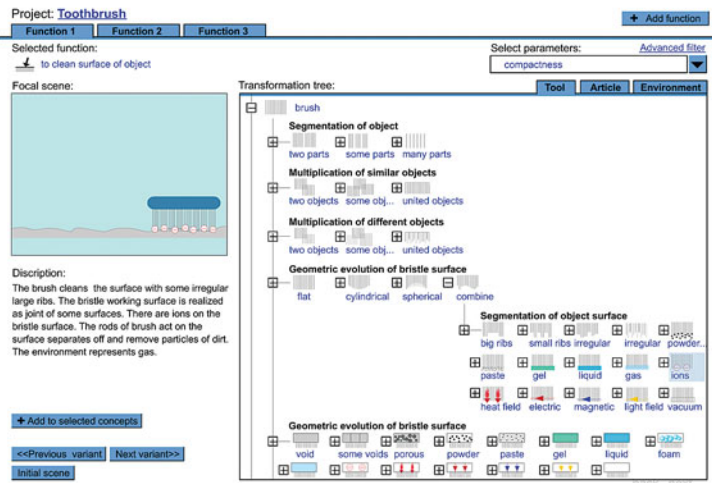 Project: Toothbrush
+ Add function
Function 1 Function 2 Function 3
Selected function:
to clean surface of object
Select parameters: Advanced filter
compactness
Focal scene:
Transformation tree:
Tool Article Environment
brush
Segmentation of object
two parts some parts many parts
Multiplication of similar objects
two objects some obj... united objects
Multiplication of different objects
two objects some ob... united objects
Geometric evolution of bristle surface
flat cylindrical spherical combine
Segmentation of object surface
big ribs small ribs irregular irregular powder...
paste gel liquid gas ions
heat field electric magnetic light field vacuum
Discription:
The brush cleans the surface with some irregular
large ribs. The bristle working surface is realized
as joint of some surfaces. There are ions on the
bristle surface. The rods of brush act on the
surface separates off and remove particles of dirt.
The environment represents gas.
+ Add to selected concepts
<<Previous variant Next variant>>
Initial scene
Geometric evolution of bristle surface
void some voids porous powder paste gel liquid foam